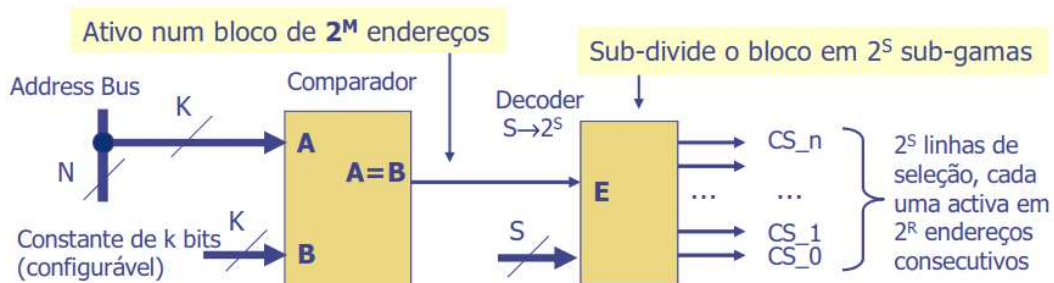 Ativo num bloco de 2ᴹ endereços
Sub-divide o bloco em 2ˢ sub-gamas
Address Bus
Comparador
Decoder
S→2ˢ
K
N
A
A=B
K
B
Constante de k bits
(configurável)
E
S
CS_n
... ...
CS_1
CS_0
2ˢ linhas de
seleção, cada
uma activa em
2ᴿ endereços
consecutivos